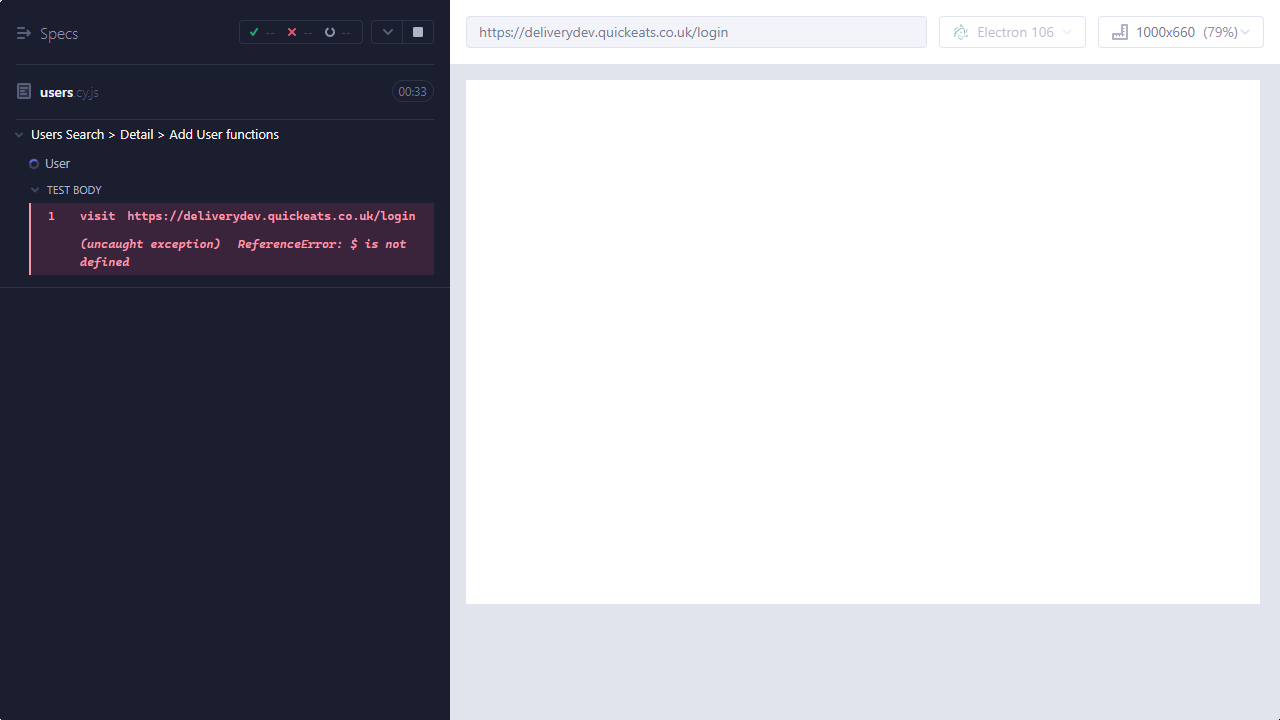 Specs
--
--
--
https://deliverydev.quickeats.co.uk/login
Electron 106
1000x660 (79%)
users.cy.js
00:33
Users Search > Detail > Add User functions
User
TEST BODY
1 visit https://deliverydev.quickeats.co.uk/login
(uncaught exception) ReferenceError: $ is not
defined